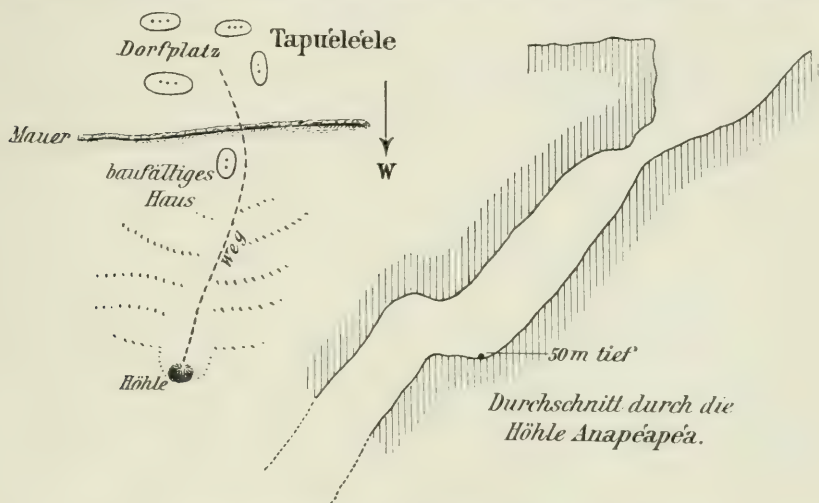 Dorfplatz
Tapuéleéle
Mauer
W
baufälliges
Haus
Weg
Höhle
50 m tief
Durchschnitt durch die
Höhle Anapéapéa.